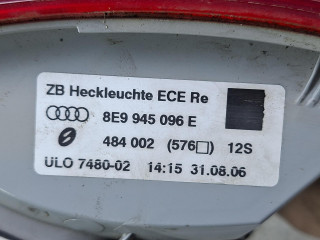 ZB Heckleuchte ECE Re
8E9 945 096 E
484 002 (576□) 12S
ULO 7480-02 14:15 31.08.06